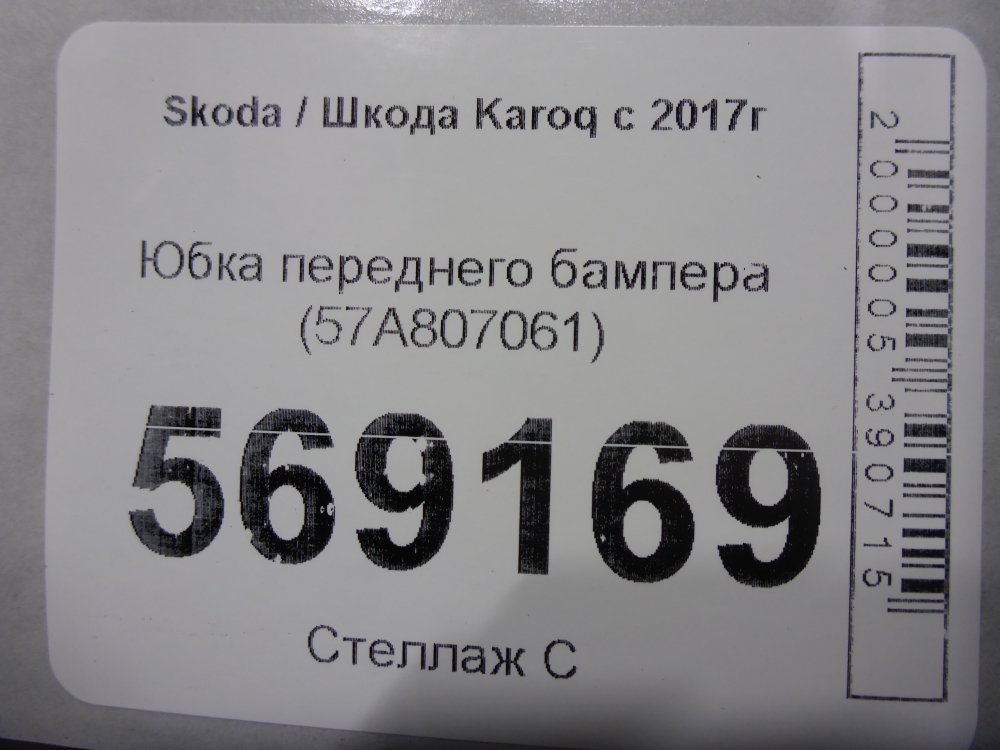 Skoda / Шкода Karoq с 2017г
Юбка переднего бампера
(57A807061)
569169
Стеллаж С
2000005390715